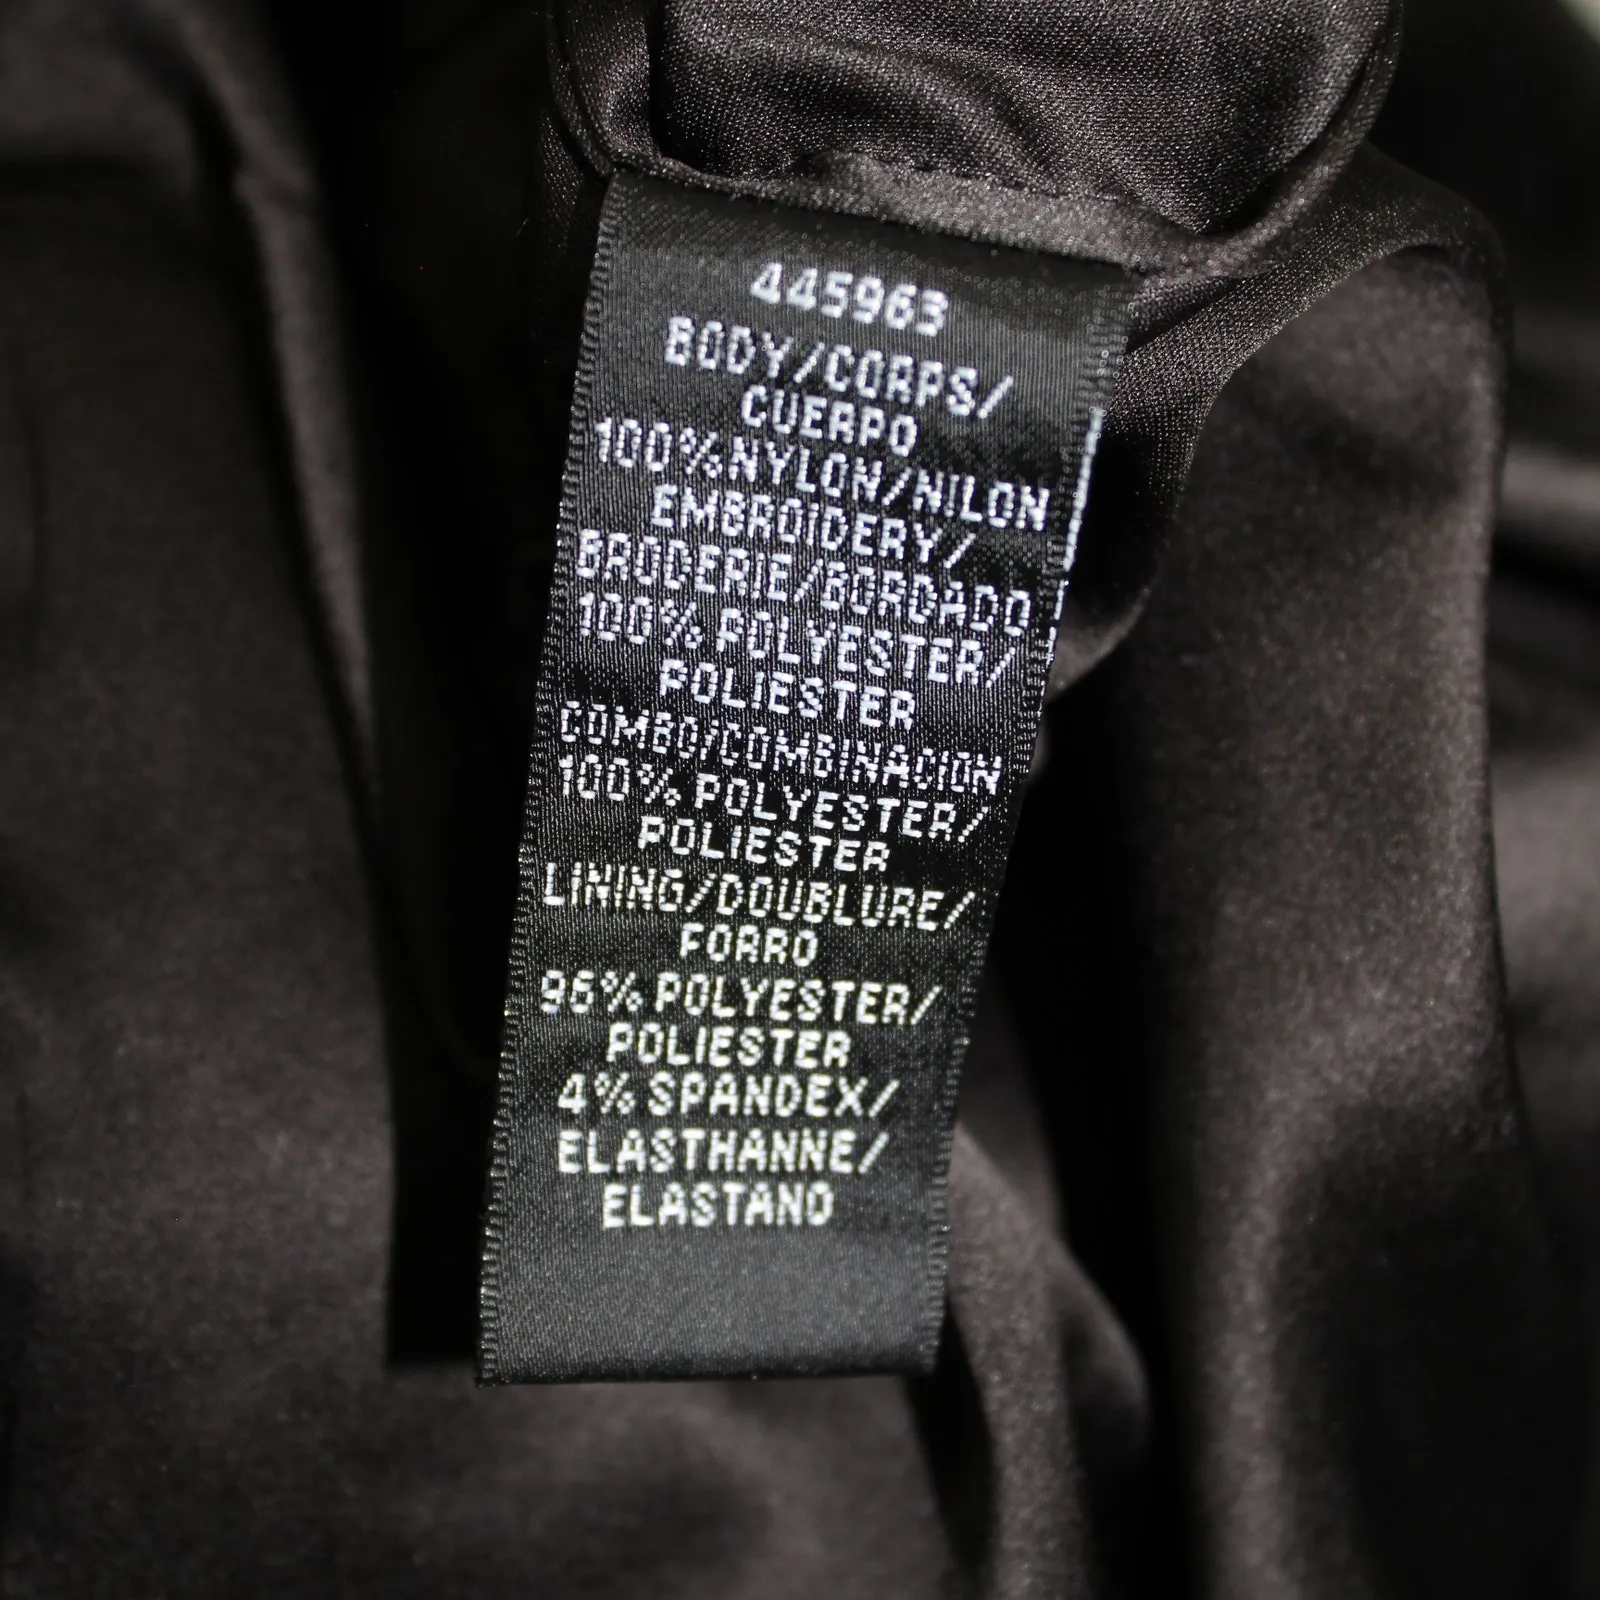 445963
BODY/CORPS/
CUERPO
100%NYLON/NILON
EMBROIDERY/
BRODERIE/BORDADO
100% POLYESTER/
POLIESTER
COMBO/COMBINACION
100% POLYESTER/
POLIESTER
LINING/DOUBLURE/
FORRO
96% POLYESTER/
POLIESTER
4% SPANDEX/
ELASTHANNE/
ELASTANO